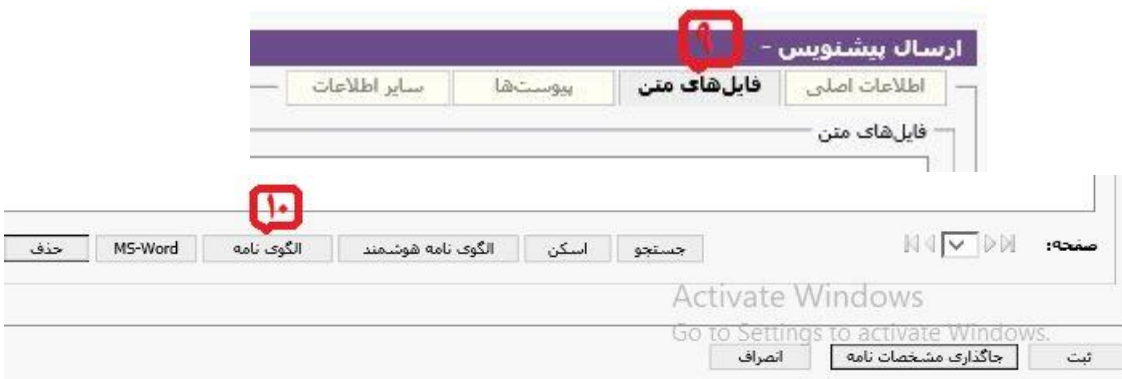 ۹
ارسال پیشنویس -
اطلاعات اصلی فایل‌های متن پیوست‌ها سایر اطلاعات
فایل‌های متن
۱۰
صفحه: جستجو اسکن الگوی نامه هوشمند الگوی نامه MS-Word حذف
Activate Windows
Go to Settings to activate Windows.
ثبت جاگذاری مشخصات نامه انصراف